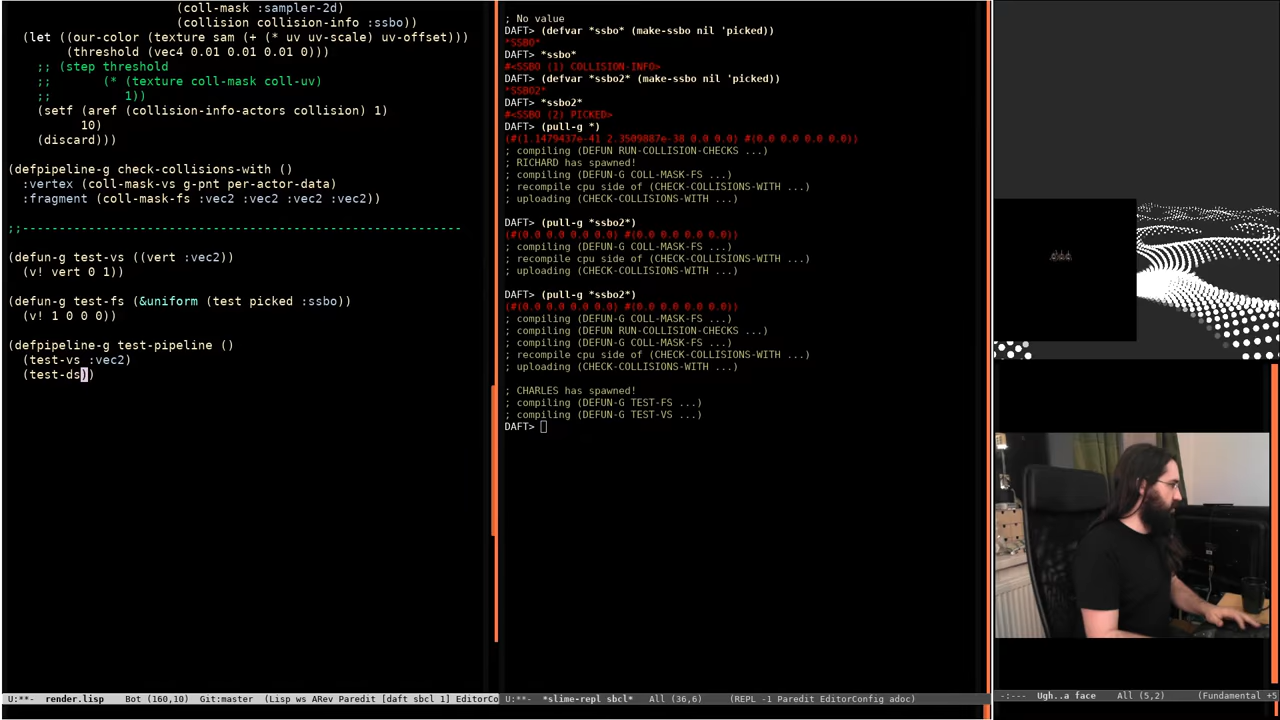 (coll-mask :sampler-2d)
(collision collision-info :ssbo))
(let ((our-color (texture sam (+ (* uv uv-scale) uv-offset)))
(threshold (vec4 0.01 0.01 0.01 0)))
;; (step threshold
;;       (* (texture coll-mask coll-uv)
;;          1))
(setf (aref (collision-info-actors collision) 1)
10)
(discard)))
(defpipeline-g check-collisions-with ()
:vertex (coll-mask-vs g-pnt per-actor-data)
:fragment (coll-mask-fs :vec2 :vec2 :vec2 :vec2))
;;------------------------------------------------------------
(defun-g test-vs ((vert :vec2))
(v! vert 0 1))
(defun-g test-fs (&uniform (test picked :ssbo))
(v! 1 0 0 0))
(defpipeline-g test-pipeline ()
(test-vs :vec2)
(test-ds))
U:**-  render.lisp    Bot (160,10)  Git:master  (Lisp ws ARev Paredit [daft sbcl 1] EditorConf
; No value
DAFT> (defvar *ssbo* (make-ssbo nil 'picked))
*SSBO*
DAFT> *ssbo*
#<SSBO (1) COLLISION-INFO>
DAFT> (defvar *ssbo2* (make-ssbo nil 'picked))
*SSBO2*
DAFT> *ssbo2*
#<SSBO (2) PICKED>
DAFT> (pull-g *)
(#(1.1479437e-41 2.3509887e-38 0.0 0.0) #(0.0 0.0 0.0 0.0))
; compiling (DEFUN RUN-COLLISION-CHECKS ...)
; RICHARD has spawned!
; compiling (DEFUN-G COLL-MASK-FS ...)
; recompile cpu side of (CHECK-COLLISIONS-WITH ...)
; uploading (CHECK-COLLISIONS-WITH ...)
DAFT> (pull-g *ssbo2*)
(#(0.0 0.0 0.0 0.0) #(0.0 0.0 0.0 0.0))
; compiling (DEFUN-G COLL-MASK-FS ...)
; recompile cpu side of (CHECK-COLLISIONS-WITH ...)
; uploading (CHECK-COLLISIONS-WITH ...)
DAFT> (pull-g *ssbo2*)
(#(0.0 0.0 0.0 0.0) #(0.0 0.0 0.0 0.0))
; compiling (DEFUN-G COLL-MASK-FS ...)
; compiling (DEFUN RUN-COLLISION-CHECKS ...)
; compiling (DEFUN-G COLL-MASK-FS ...)
; recompile cpu side of (CHECK-COLLISIONS-WITH ...)
; uploading (CHECK-COLLISIONS-WITH ...)
; CHARLES has spawned!
; compiling (DEFUN-G TEST-FS ...)
; compiling (DEFUN-G TEST-VS ...)
DAFT>
U:**-  *slime-repl sbcl*   All (36,6)     (REPL -1 Paredit EditorConfig adoc)
-:---  Ugh..a face    All (5,2)      (Fundamental +5